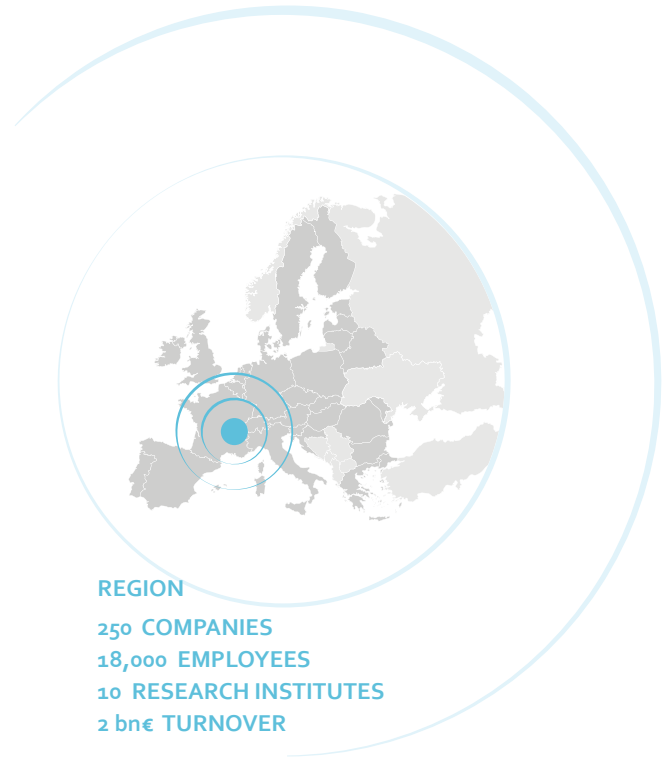 REGION
250 COMPANIES
18,000 EMPLOYEES
10 RESEARCH INSTITUTES
2 bn€ TURNOVER